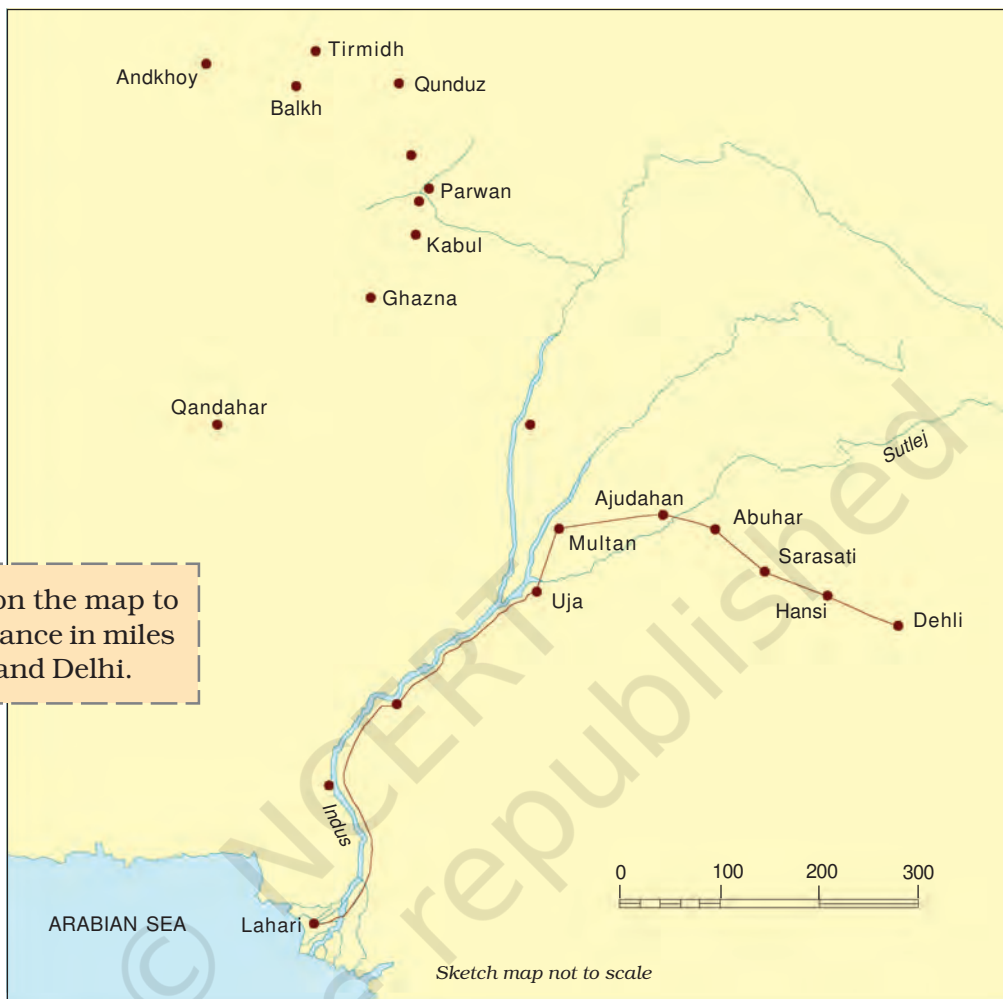 Tirmidh
Andkhoy
Balkh
Qunduz
Parwan
Kabul
Ghazna
Qandahar
Sutlej
Ajudahan
Abuhar
Multan
Sarasati
Uja
Hansi
Dehli
on the map to
ance in miles
and Delhi.
Indus
0 100 200 300
ARABIAN SEA
Lahari
Sketch map not to scale
© NCERT
republished